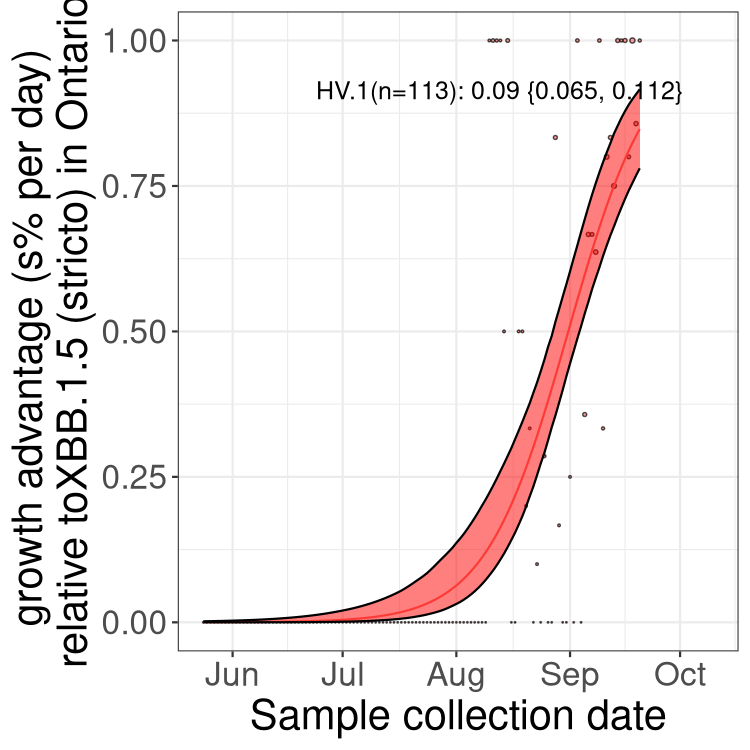 growth advantage (s% per day)
relative toXBB.1.5 (stricto) in Ontario
1.00
0.75
0.50
0.25
0.00
HV.1(n=113): 0.09 {0.065, 0.112}
Jun Jul Aug Sep Oct
Sample collection date